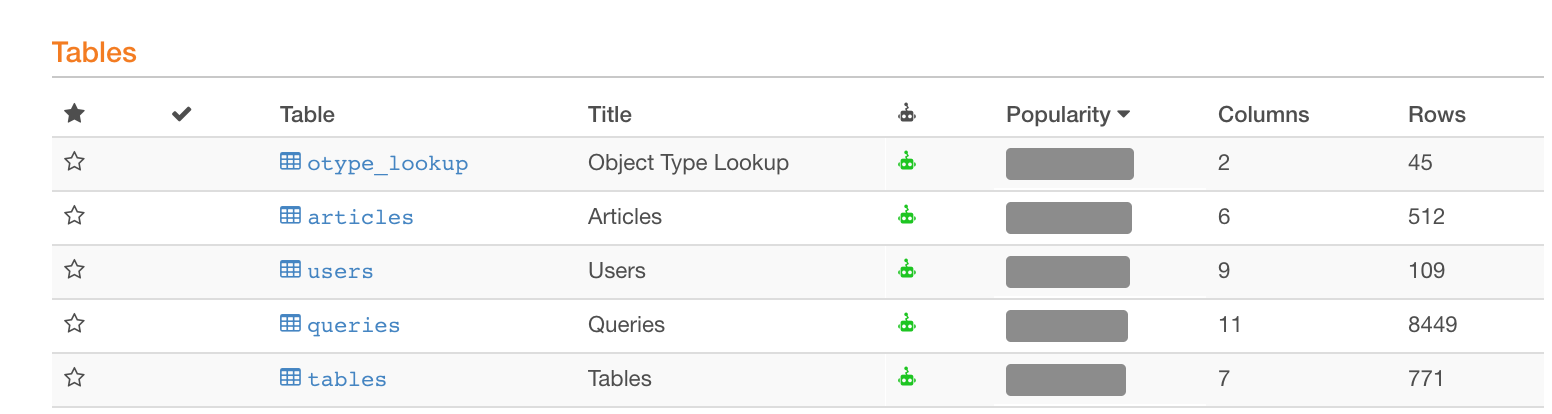 Tables
Table Title Popularity Columns Rows
otype_lookup Object Type Lookup 2 45
articles Articles 6 512
users Users 9 109
queries Queries 11 8449
tables Tables 7 771